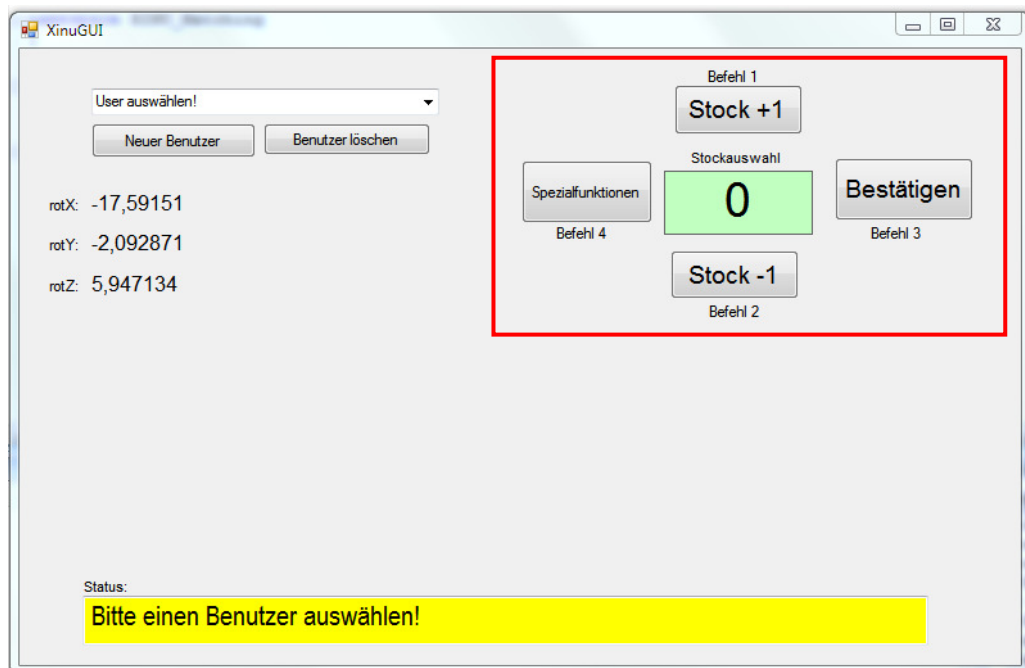 XinuGUI
User auswählen!
Neuer Benutzer
Benutzer löschen
rotX: -17,59151
rotY: -2,092871
rotZ: 5,947134
Befehl 1
Stock +1
Stockauswahl
Spezialfunktionen
0
Bestätigen
Befehl 4
Befehl 3
Stock -1
Befehl 2
Status:
Bitte einen Benutzer auswählen!